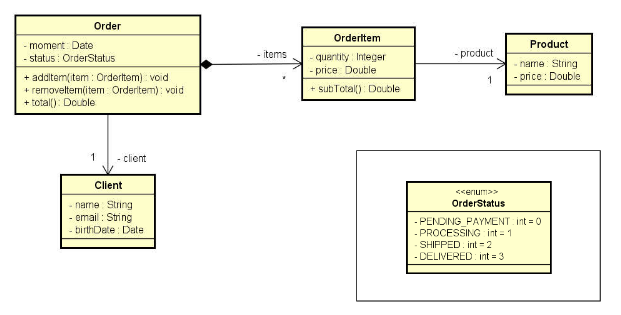 Order
- moment : Date
- status : OrderStatus
+ addItem(item : OrderItem) : void
+ removeItem(item : OrderItem) : void
+ total() : Double
- items
*
OrderItem
- quantity : Integer
- price : Double
+ subTotal() : Double
- product
1
Product
- name : String
- price : Double
1
- client
Client
- name : String
- email : String
- birthDate : Date
<<enum>>
OrderStatus
- PENDING_PAYMENT : int = 0
- PROCESSING : int = 1
- SHIPPED : int = 2
- DELIVERED : int = 3